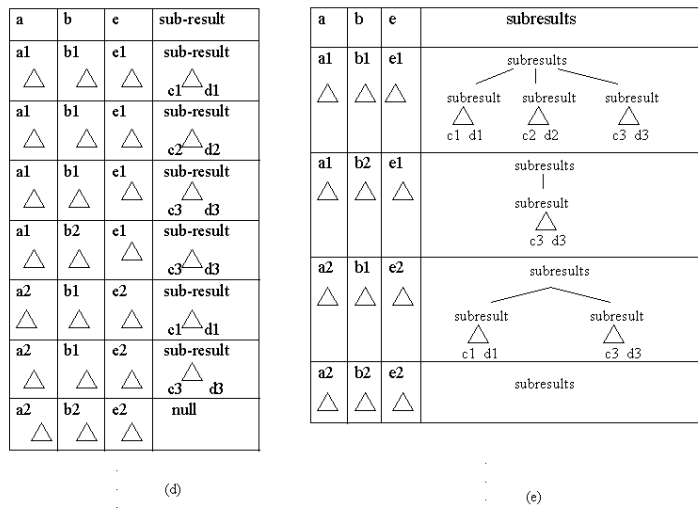 a b e sub-result
a1 b1 e1 sub-result
c1 d1
a1 b1 e1 sub-result
c2 d2
a1 b1 e1 sub-result
c3 d3
a1 b2 e1 sub-result
c3 d3
a2 b1 e2 sub-result
c1 d1
a2 b1 e2 sub-result
c3 d3
a2 b2 e2 null
(d)
a b e subresults
a1 b1 e1 subresults
subresult subresult subresult
c1 d1 c2 d2 c3 d3
a1 b2 e1 subresults
subresult
c3 d3
a2 b1 e2 subresults
subresult subresult
c1 d1 c3 d3
a2 b2 e2 subresults
(e)